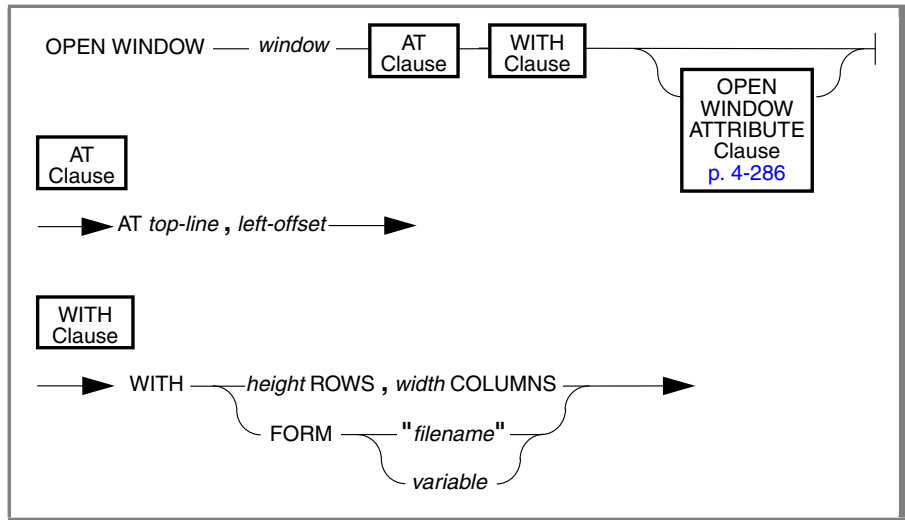 OPEN WINDOW window AT Clause WITH Clause
OPEN
WINDOW
ATTRIBUTE
Clause
p. 4-286
AT
Clause
AT top-line , left-offset
WITH
Clause
WITH height ROWS , width COLUMNS
FORM "filename"
variable